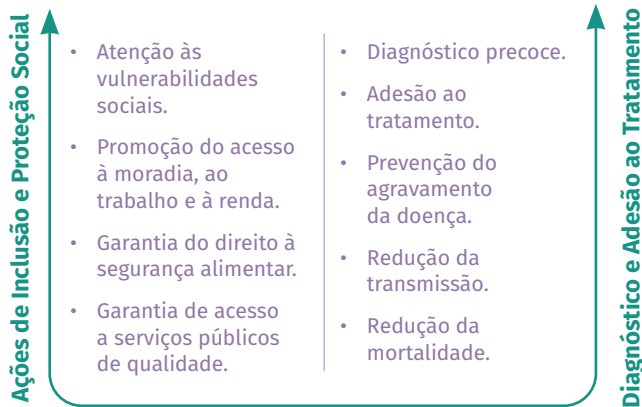 Ações de Inclusão e Proteção Social
• Atenção às
vulnerabilidades
sociais.
• Promoção do acesso
à moradia, ao
trabalho e à renda.
• Garantia do direito à
segurança alimentar.
• Garantia de acesso
a serviços públicos
de qualidade.
• Diagnóstico precoce.
• Adesão ao
tratamento.
• Prevenção do
agravamento
da doença.
• Redução da
transmissão.
• Redução da
mortalidade.
Diagnóstico e Adesão ao Tratamento